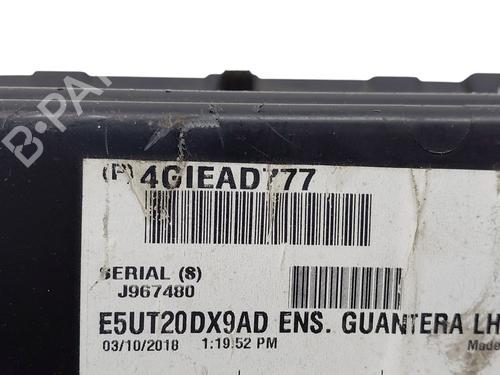 B-PA
(P) 4GIEAD777
SERIAL (S)
J967480
E5UT20DX9AD ENS. GUANTERA LH
03/10/2018 1:19:52 PM Made